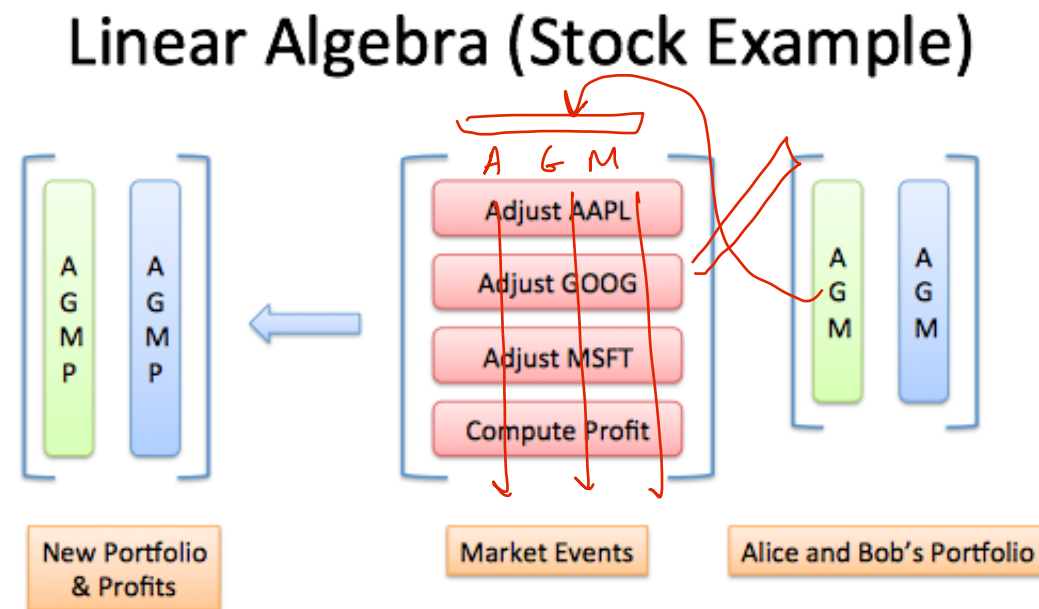 Linear Algebra (Stock Example)
A G M
A
G
M
P
A
G
M
P
Adjust AAPL
Adjust GOOG
Adjust MSFT
Compute Profit
A
G
M
A
G
M
New Portfolio
& Profits
Market Events
Alice and Bob's Portfolio